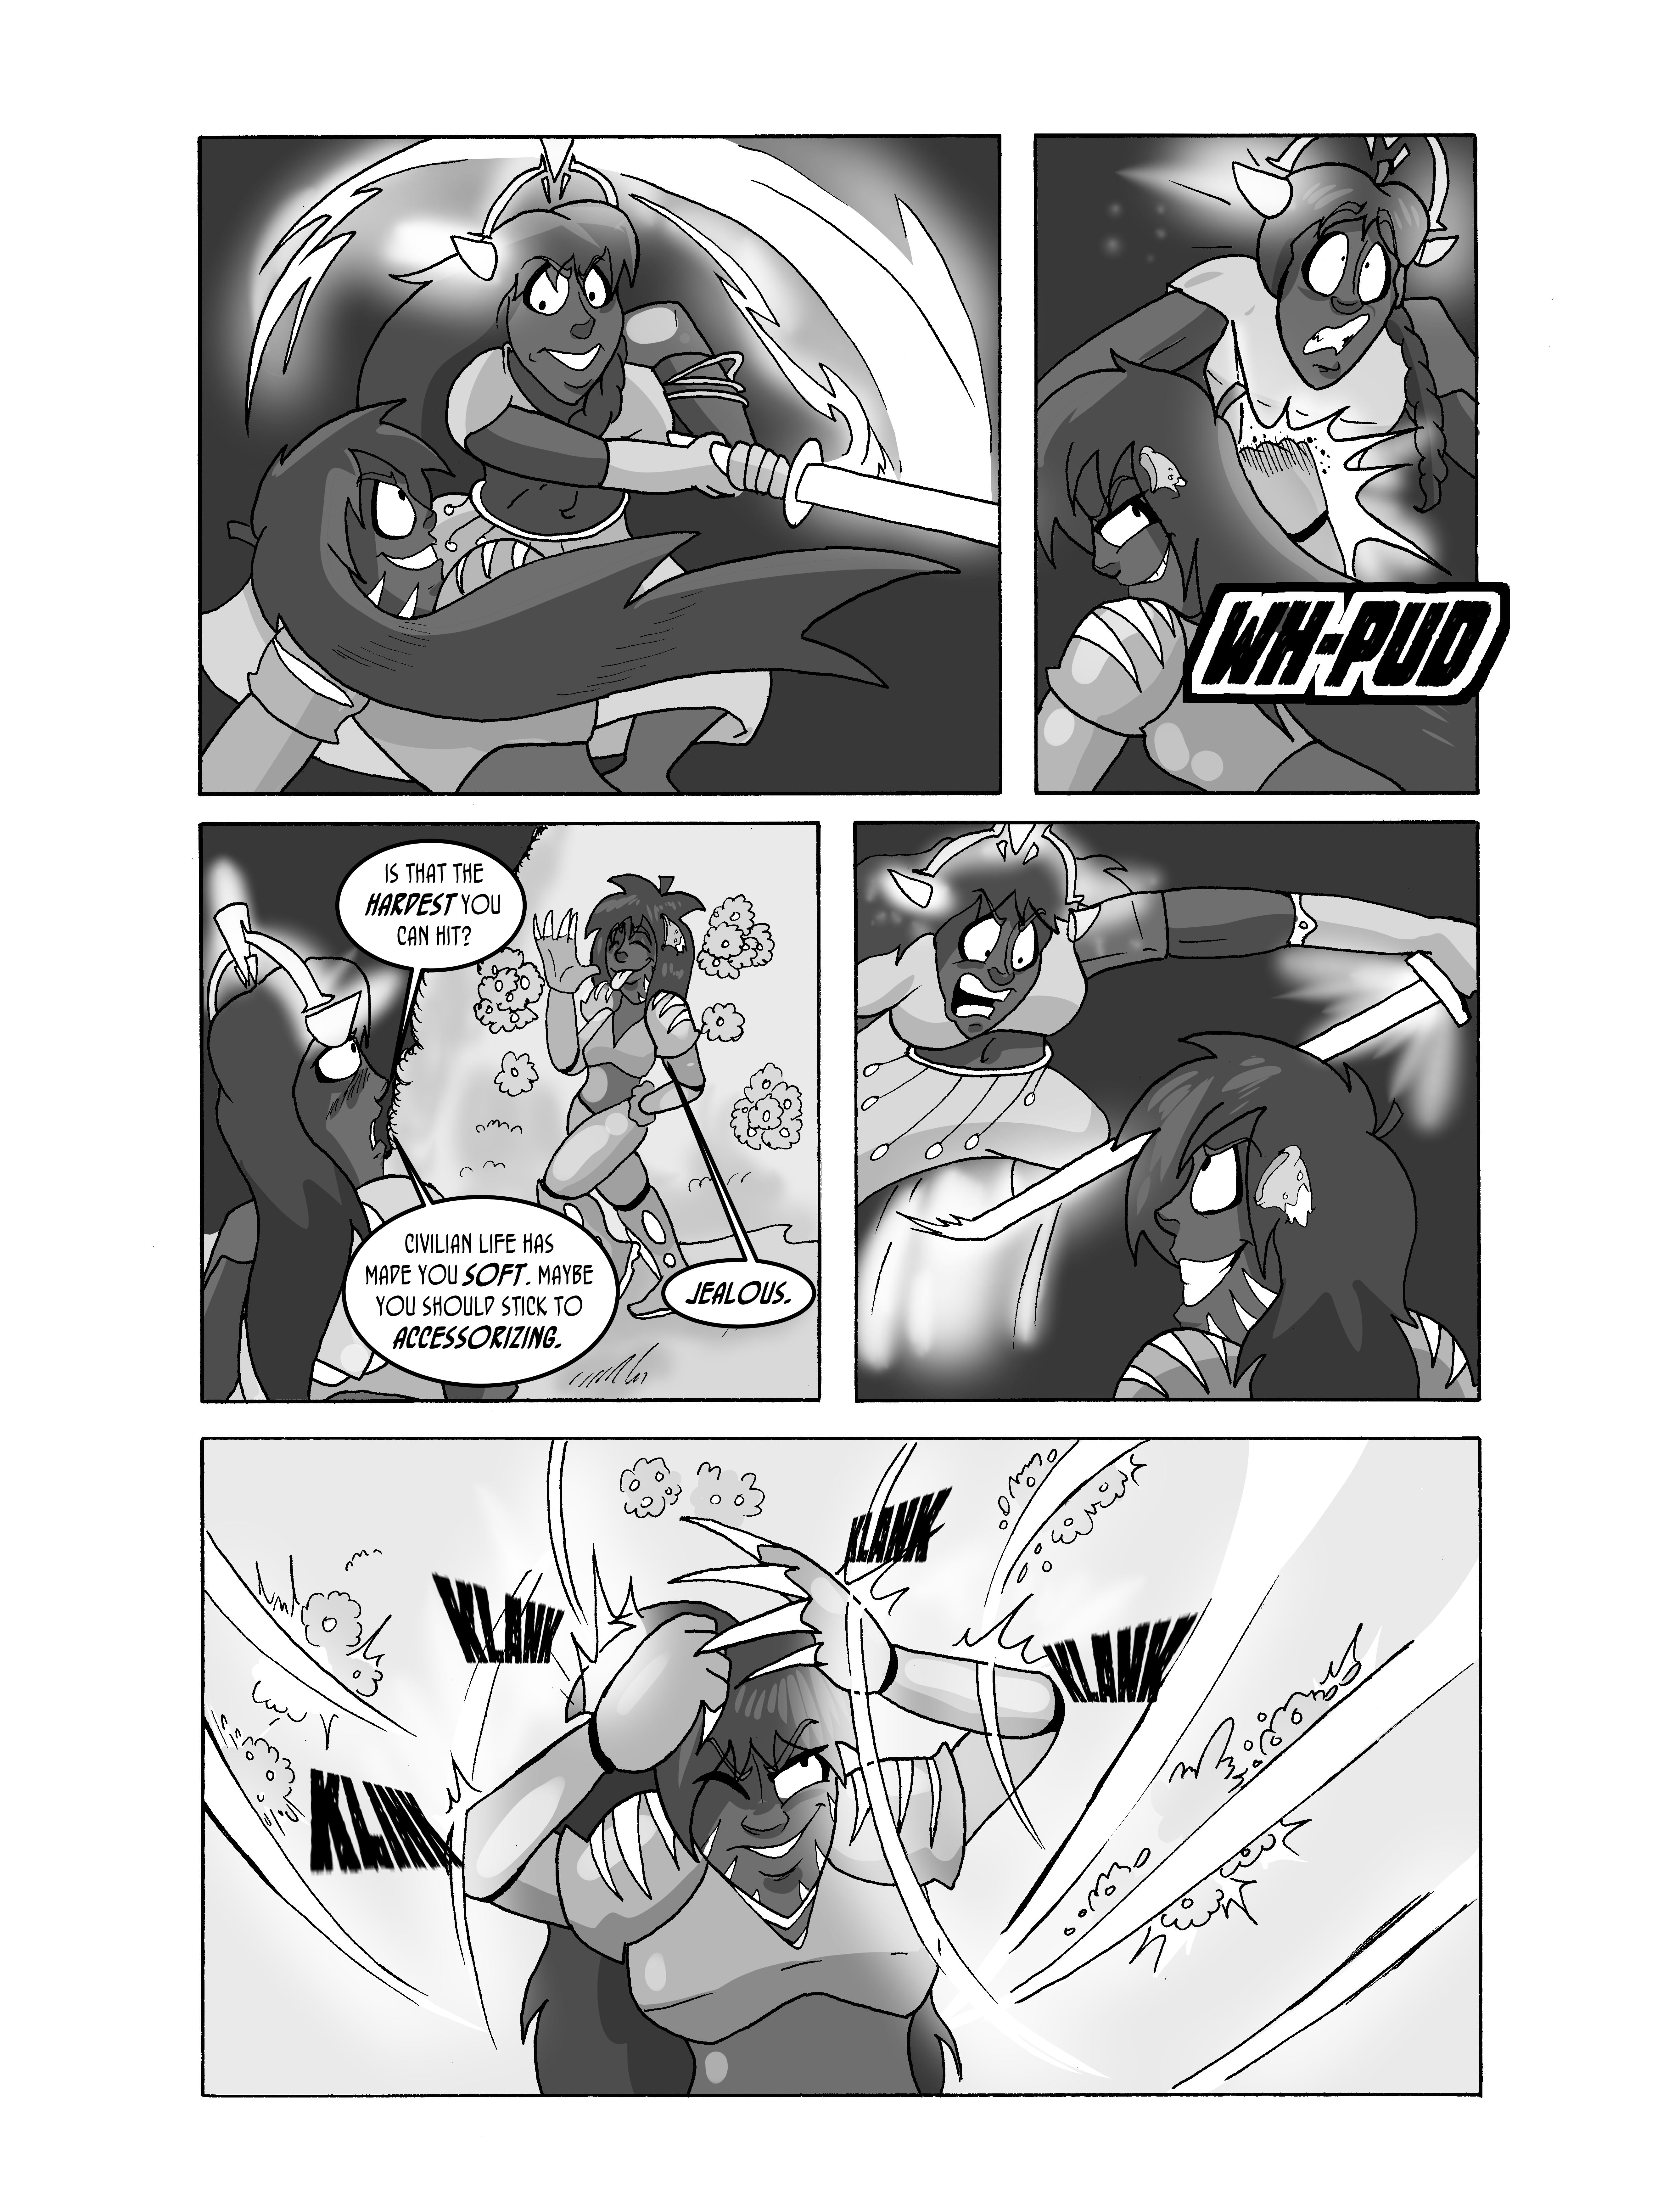 WH-PUD
IS THAT THE
HARDEST YOU
CAN HIT?
CIVILIAN LIFE HAS
MADE YOU SOFT. MAYBE
YOU SHOULD STICK TO
ACCESSORIZING.
JEALOUS.
KLANK
KLANK
KLANK
KLINK